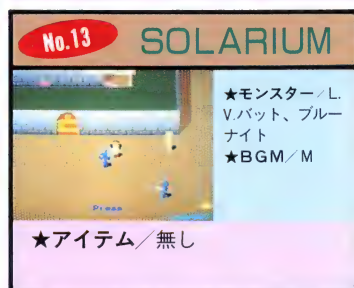 No.13
SOLARIUM
★モンスター/L.
V.バット、ブルー
ナイト
★BGM/M
Press
★アイテム/無し